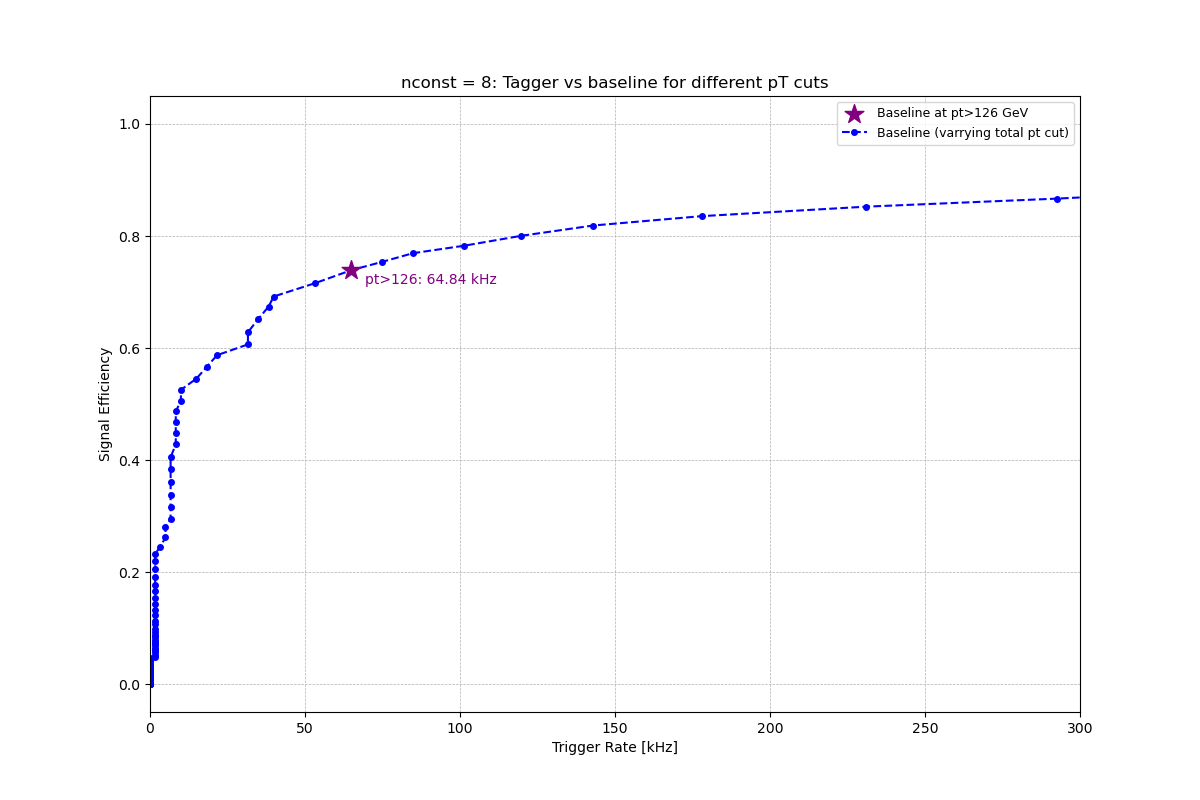 nconst = 8: Tagger vs baseline for different pT cuts
Baseline at pt>126 GeV
Baseline (varrying total pt cut)
1.0
0.8
0.6
0.4
0.2
0.0
Signal Efficiency
pt>126: 64.84 kHz
0 50 100 150 200 250 300
Trigger Rate [kHz]